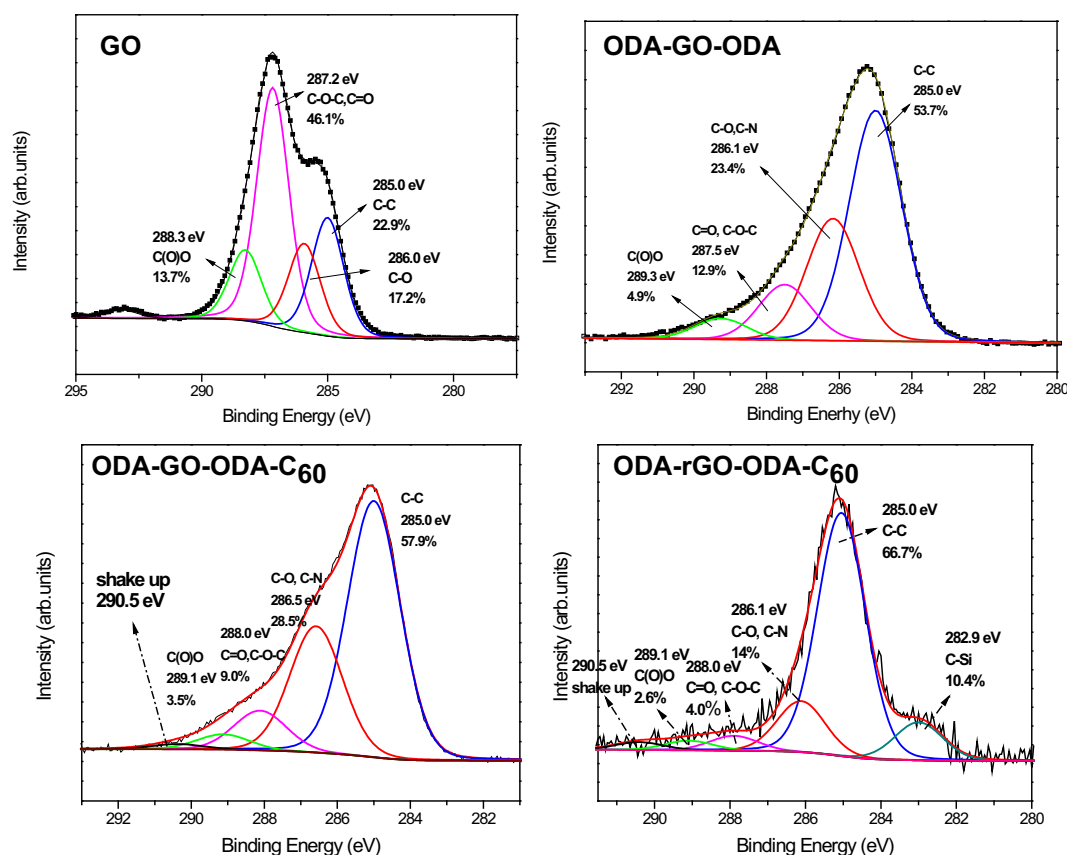 GO
287.2 eV
C-O-C,C=O
46.1%
285.0 eV
C-C
22.9%
288.3 eV
C(O)O
13.7%
286.0 eV
C-O
17.2%
Intensity (arb.units)
295 290 285 280
Binding Energy (eV)
ODA-GO-ODA
C-C
285.0 eV
53.7%
C-O,C-N
286.1 eV
23.4%
C=O, C-O-C
287.5 eV
12.9%
C(O)O
289.3 eV
4.9%
Intensity (arb.units)
292 290 288 286 284 282 280
Binding Enerhy (eV)
ODA-GO-ODA-C60
C-C
285.0 eV
57.9%
C-O, C-N
286.5 eV
28.5%
shake up
290.5 eV
288.0 eV
C=O,C-O-C
9.0%
C(O)O
289.1 eV
3.5%
Intensity (arb.units)
292 290 288 286 284 282
Binding Energy (eV)
ODA-rGO-ODA-C60
285.0 eV
C-C
66.7%
286.1 eV
C-O, C-N
14%
282.9 eV
C-Si
10.4%
290.5 eV
shake up
289.1 eV
C(O)O
2.6%
288.0 eV
C=O, C-O-C
4.0%
Intensity (arb.units)
290 288 286 284 282 280
Binding Energy (eV)